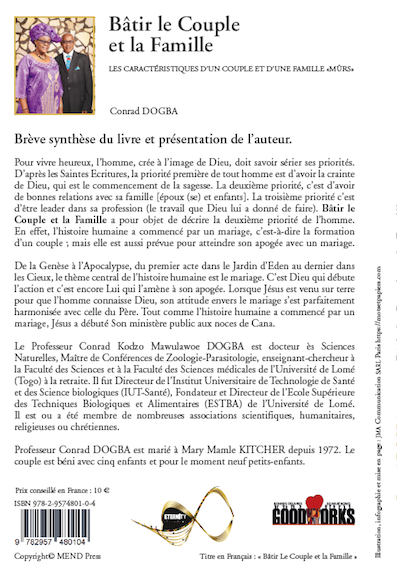 Bâtir le Couple
et la Famille
LES CARACTÉRISTIQUES D'UN COUPLE ET D'UNE FAMILLE «MÛRS»
Conrad DOGBA
Brève synthèse du livre et présentation de l'auteur.
Pour vivre heureux, l'homme, crée à l'image de Dieu, doit savoir sérier ses priorités.
D'après les Saintes Ecritures, la priorité première de tout homme est d'avoir la crainte
de Dieu, qui est le commencement de la sagesse. La deuxième priorité, c'est d'avoir
de bonnes relations avec sa famille [époux (se) et enfants]. La troisième priorité c'est
d'être leader dans sa profession (le travail que Dieu lui a donné de faire). Bâtir le
Couple et la Famille a pour objet de décrire la deuxième priorité de l'homme.
En effet, l'histoire humaine a commencé par un mariage, c'est-à-dire la formation
d'un couple ; mais elle est aussi prévue pour atteindre son apogée avec un mariage.
De la Genèse à l'Apocalypse, du premier acte dans le Jardin d'Eden au dernier dans
les Cieux, le thème central de l'histoire humaine est le mariage. C'est Dieu qui débute
l'action et c'est encore Lui qui l'amène à son apogée. Lorsque Jésus est venu sur terre
pour que l'homme connaisse Dieu, son attitude envers le mariage s'est parfaitement
harmonisée avec celle du Père. Tout comme l'histoire humaine a commencé par un
mariage, Jésus a débuté Son ministère public aux noces de Cana.
Le Professeur Conrad Kodzo Mawulawoe DOGBA est docteur ès Sciences
Naturelles, Maître de Conférences de Zoologie-Parasitologie, enseignant-chercheur à
la Faculté des Sciences et à la Faculté des Sciences médicales de l'Université de Lomé
(Togo) à la retraite. Il fut Directeur de l'Institut Universitaire de Technologie de Santé
et des Science biologiques (IUT-Santé), Fondateur et Directeur de l'Ecole Supérieure
des Techniques Biologiques et Alimentaires (ESTBA) de l'Université de Lomé.
Il est ou a été membre de nombreuses associations scientifiques, humanitaires,
religieuses ou chrétiennes.
Professeur Conrad DOGBA est marié à Mary Mamle KITCHER depuis 1972. Le
couple est béni avec cinq enfants et pour le moment neuf petits-enfants.
Prix conseillé en France : 10 €
ISBN 978-2-9574801-0-4
9 782957 480104
Copyright© MEND Press
ETERNITY
GOODWORKS
Titre en Français : « Bâtir Le Couple et la Famille »
Illustration, infographie et mise en page : JMA Communication SARL Paris https://motsetpapiers.com